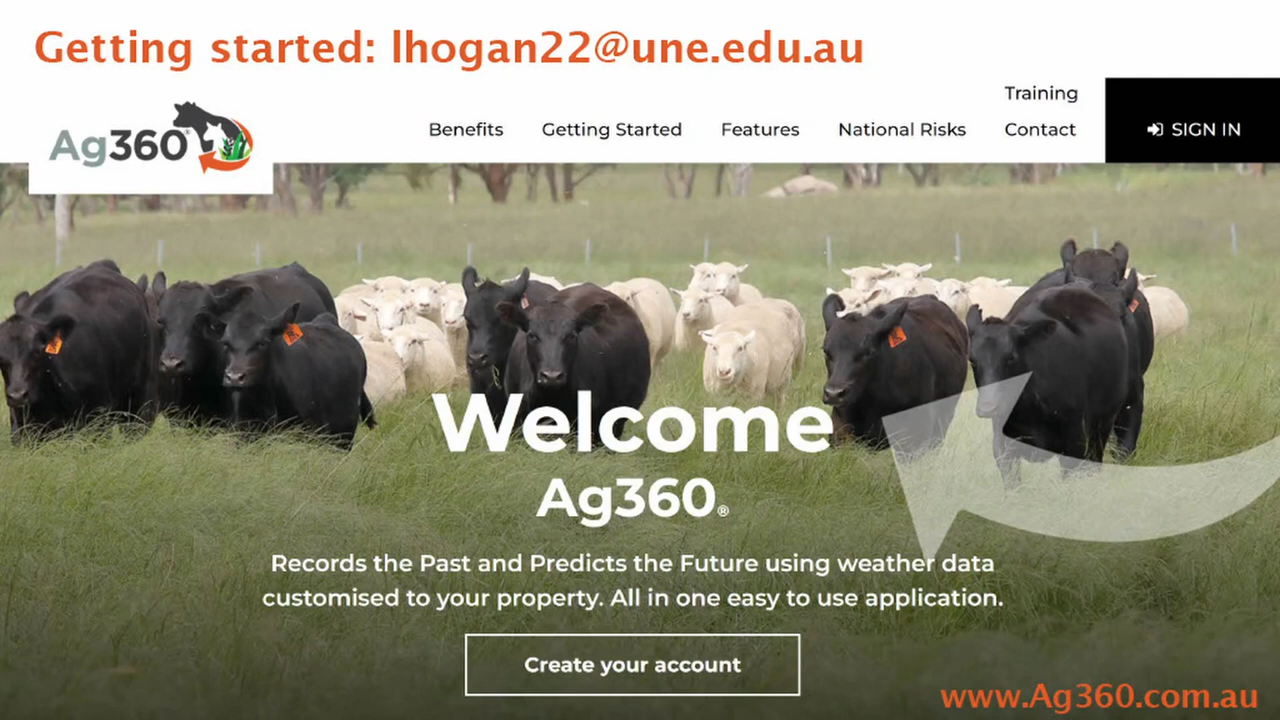 Getting started: lhogan22@une.edu.au
Training
Ag360®
Benefits Getting Started Features National Risks Contact SIGN IN
Welcome
Ag360®
Records the Past and Predicts the Future using weather data
customised to your property. All in one easy to use application.
Create your account
www.Ag360.com.au